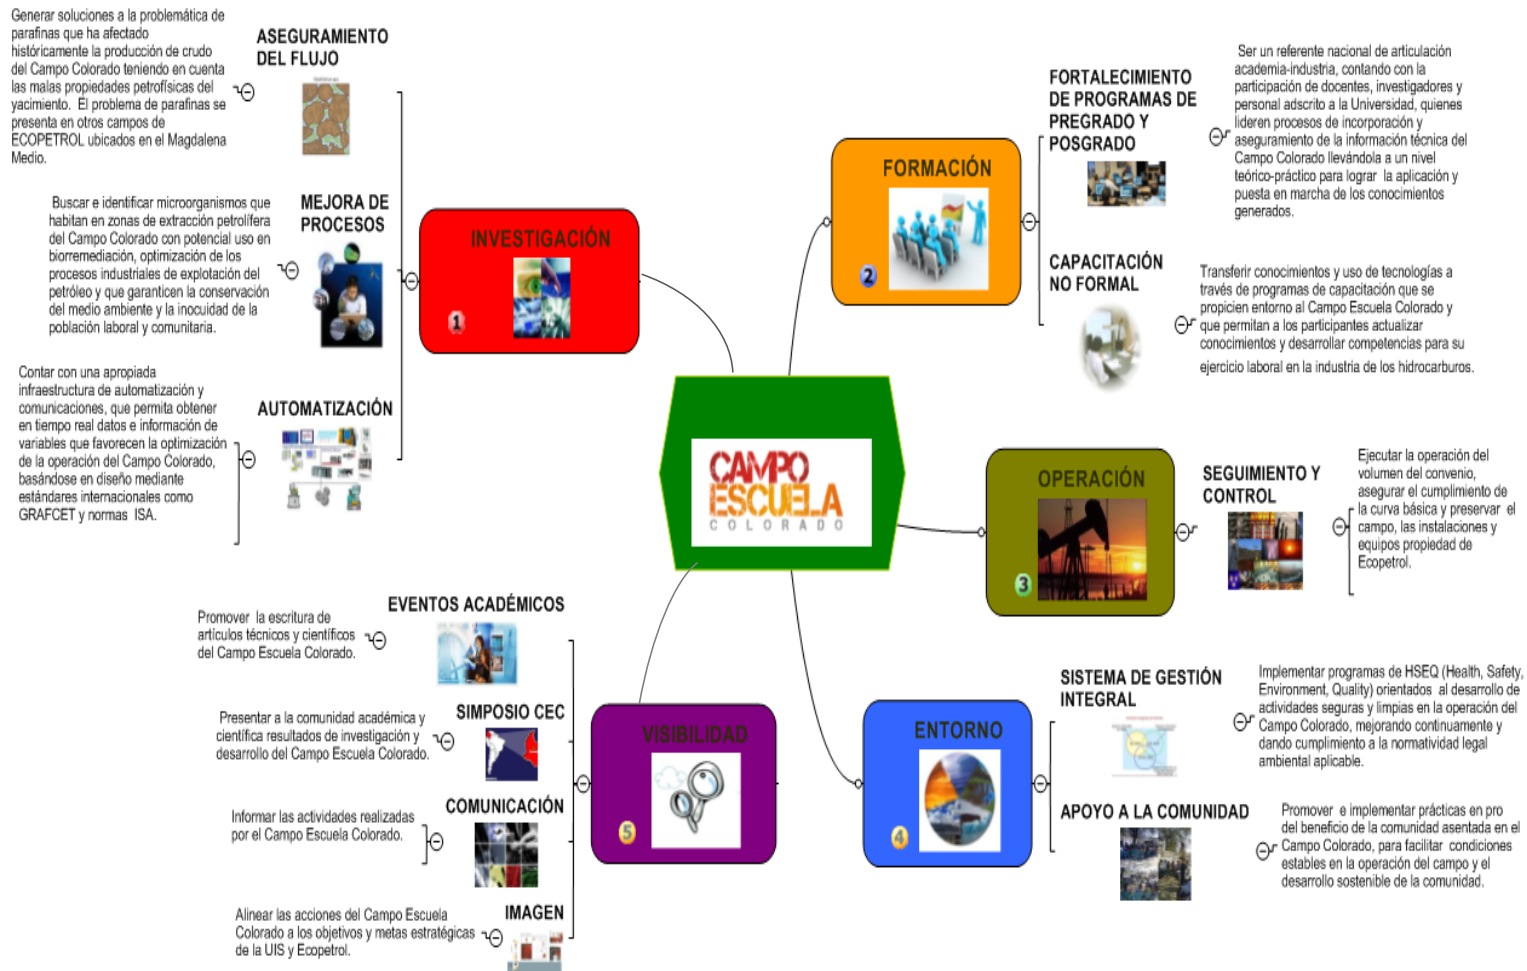 Generar soluciones a la problemática de
parafinas que ha afectado
históricamente la producción de crudo
del Campo Colorado teniendo en cuenta
las malas propiedades petrofísicas del
yacimiento. El problema de parafinas se
presenta en otros campos de
ECOPETROL ubicados en el Magdalena
Medio.
ASEGURAMIENTO
DEL FLUJO
Buscar e identificar microorganismos que
habitan en zonas de extracción petrolífera
del Campo Colorado con potencial uso en
biorremediación, optimización de los
procesos industriales de explotación del
petróleo y que garanticen la conservación
del medio ambiente y la inocuidad de la
población laboral y comunitaria.
MEJORA DE
PROCESOS
Contar con una apropiada
infraestructura de automatización y
comunicaciones, que permita obtener
en tiempo real datos e información de
variables que favorecen la optimización
de la operación del Campo Colorado,
basándose en diseño mediante
estándares internacionales como
GRAFCET y normas ISA.
AUTOMATIZACIÓN
INVESTIGACIÓN
1
FORMACIÓN
2
FORTALECIMIENTO
DE PROGRAMAS DE
PREGRADO Y
POSGRADO
Ser un referente nacional de articulación
academia-industria, contando con la
participación de docentes, investigadores y
personal adscrito a la Universidad, quienes
lideren procesos de incorporación y
aseguramiento de la información técnica del
Campo Colorado llevándola a un nivel
teórico-práctico para lograr la aplicación y
puesta en marcha de los conocimientos
generados.
CAPACITACIÓN
NO FORMAL
Transferir conocimientos y uso de tecnologías a
través de programas de capacitación que se
propicien entorno al Campo Escuela Colorado y
que permitan a los participantes actualizar
conocimientos y desarrollar competencias para su
ejercicio laboral en la industria de los hidrocarburos.
CAMPO
ESCUELA
COLORADO
OPERACIÓN
3
SEGUIMIENTO Y
CONTROL
Ejecutar la operación del
volumen del convenio,
asegurar el cumplimiento de
la curva básica y preservar el
campo, las instalaciones y
equipos propiedad de
Ecopetrol.
Promover la escritura de
artículos técnicos y científicos
del Campo Escuela Colorado.
EVENTOS ACADÉMICOS
Presentar a la comunidad académica y
científica resultados de investigación y
desarrollo del Campo Escuela Colorado.
SIMPOSIO CEC
Informar las actividades realizadas
por el Campo Escuela Colorado.
COMUNICACIÓN
Alinear las acciones del Campo Escuela
Colorado a los objetivos y metas estratégicas
de la UIS y Ecopetrol.
IMAGEN
VISIBILIDAD
5
ENTORNO
4
SISTEMA DE GESTIÓN
INTEGRAL
Implementar programas de HSEQ (Health, Safety,
Environment, Quality) orientados al desarrollo de
actividades seguras y limpias en la operación del
Campo Colorado, mejorando continuamente y
dando cumplimiento a la normatividad legal
ambiental aplicable.
APOYO A LA COMUNIDAD
Promover e implementar prácticas en pro
del beneficio de la comunidad asentada en el
Campo Colorado, para facilitar condiciones
estables en la operación del campo y el
desarrollo sostenible de la comunidad.